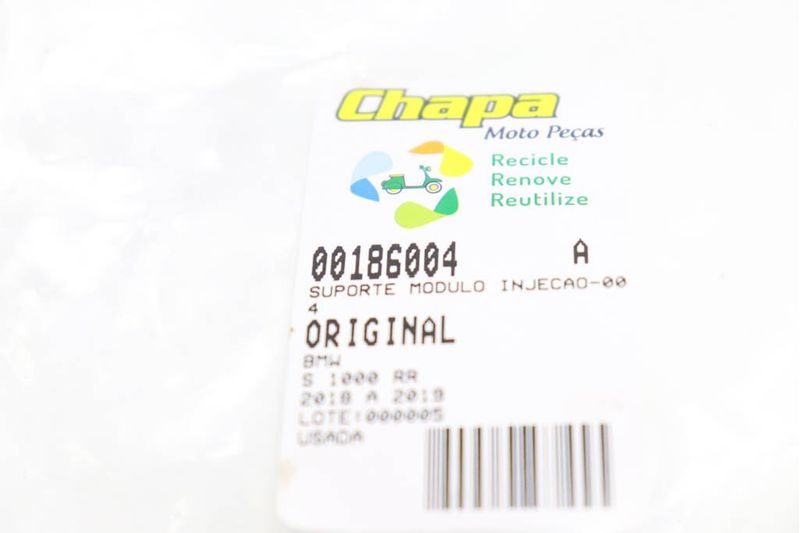 Chapa
Moto Peças
Recicle
Renove
Reutilize
00186004 A
SUPORTE MODULO INJECAO-00
4
ORIGINAL
BMW
S 1000 RR
2018 A 2019
LOTE:000005
USADA